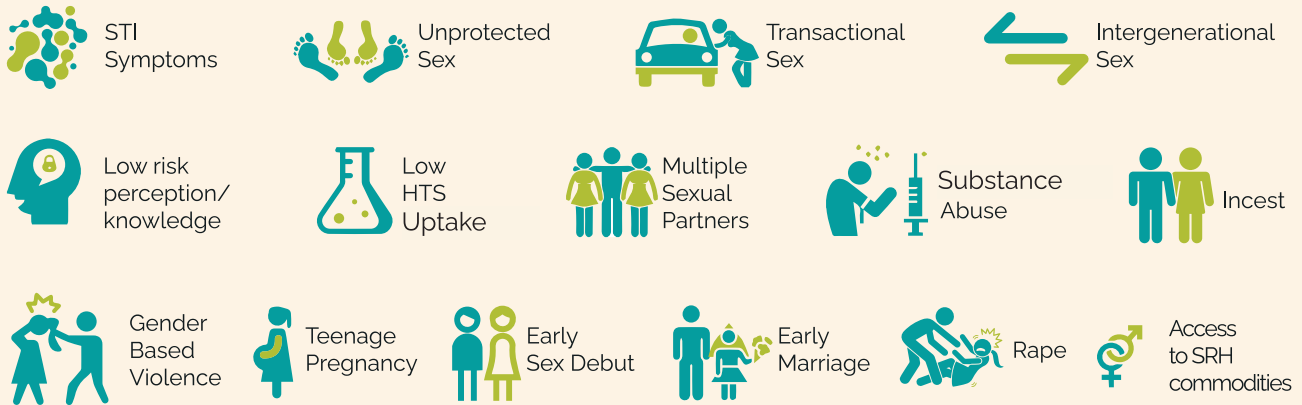 STI
Symptoms
Unprotected
Sex
Transactional
Sex
Intergenerational
Sex
Low risk
perception/
knowledge
Low
HTS
Uptake
Multiple
Sexual
Partners
Substance
Abuse
Incest
Gender
Based
Violence
Teenage
Pregnancy
Early
Sex Debut
Early
Marriage
Rape
Access
to SRH
commodities